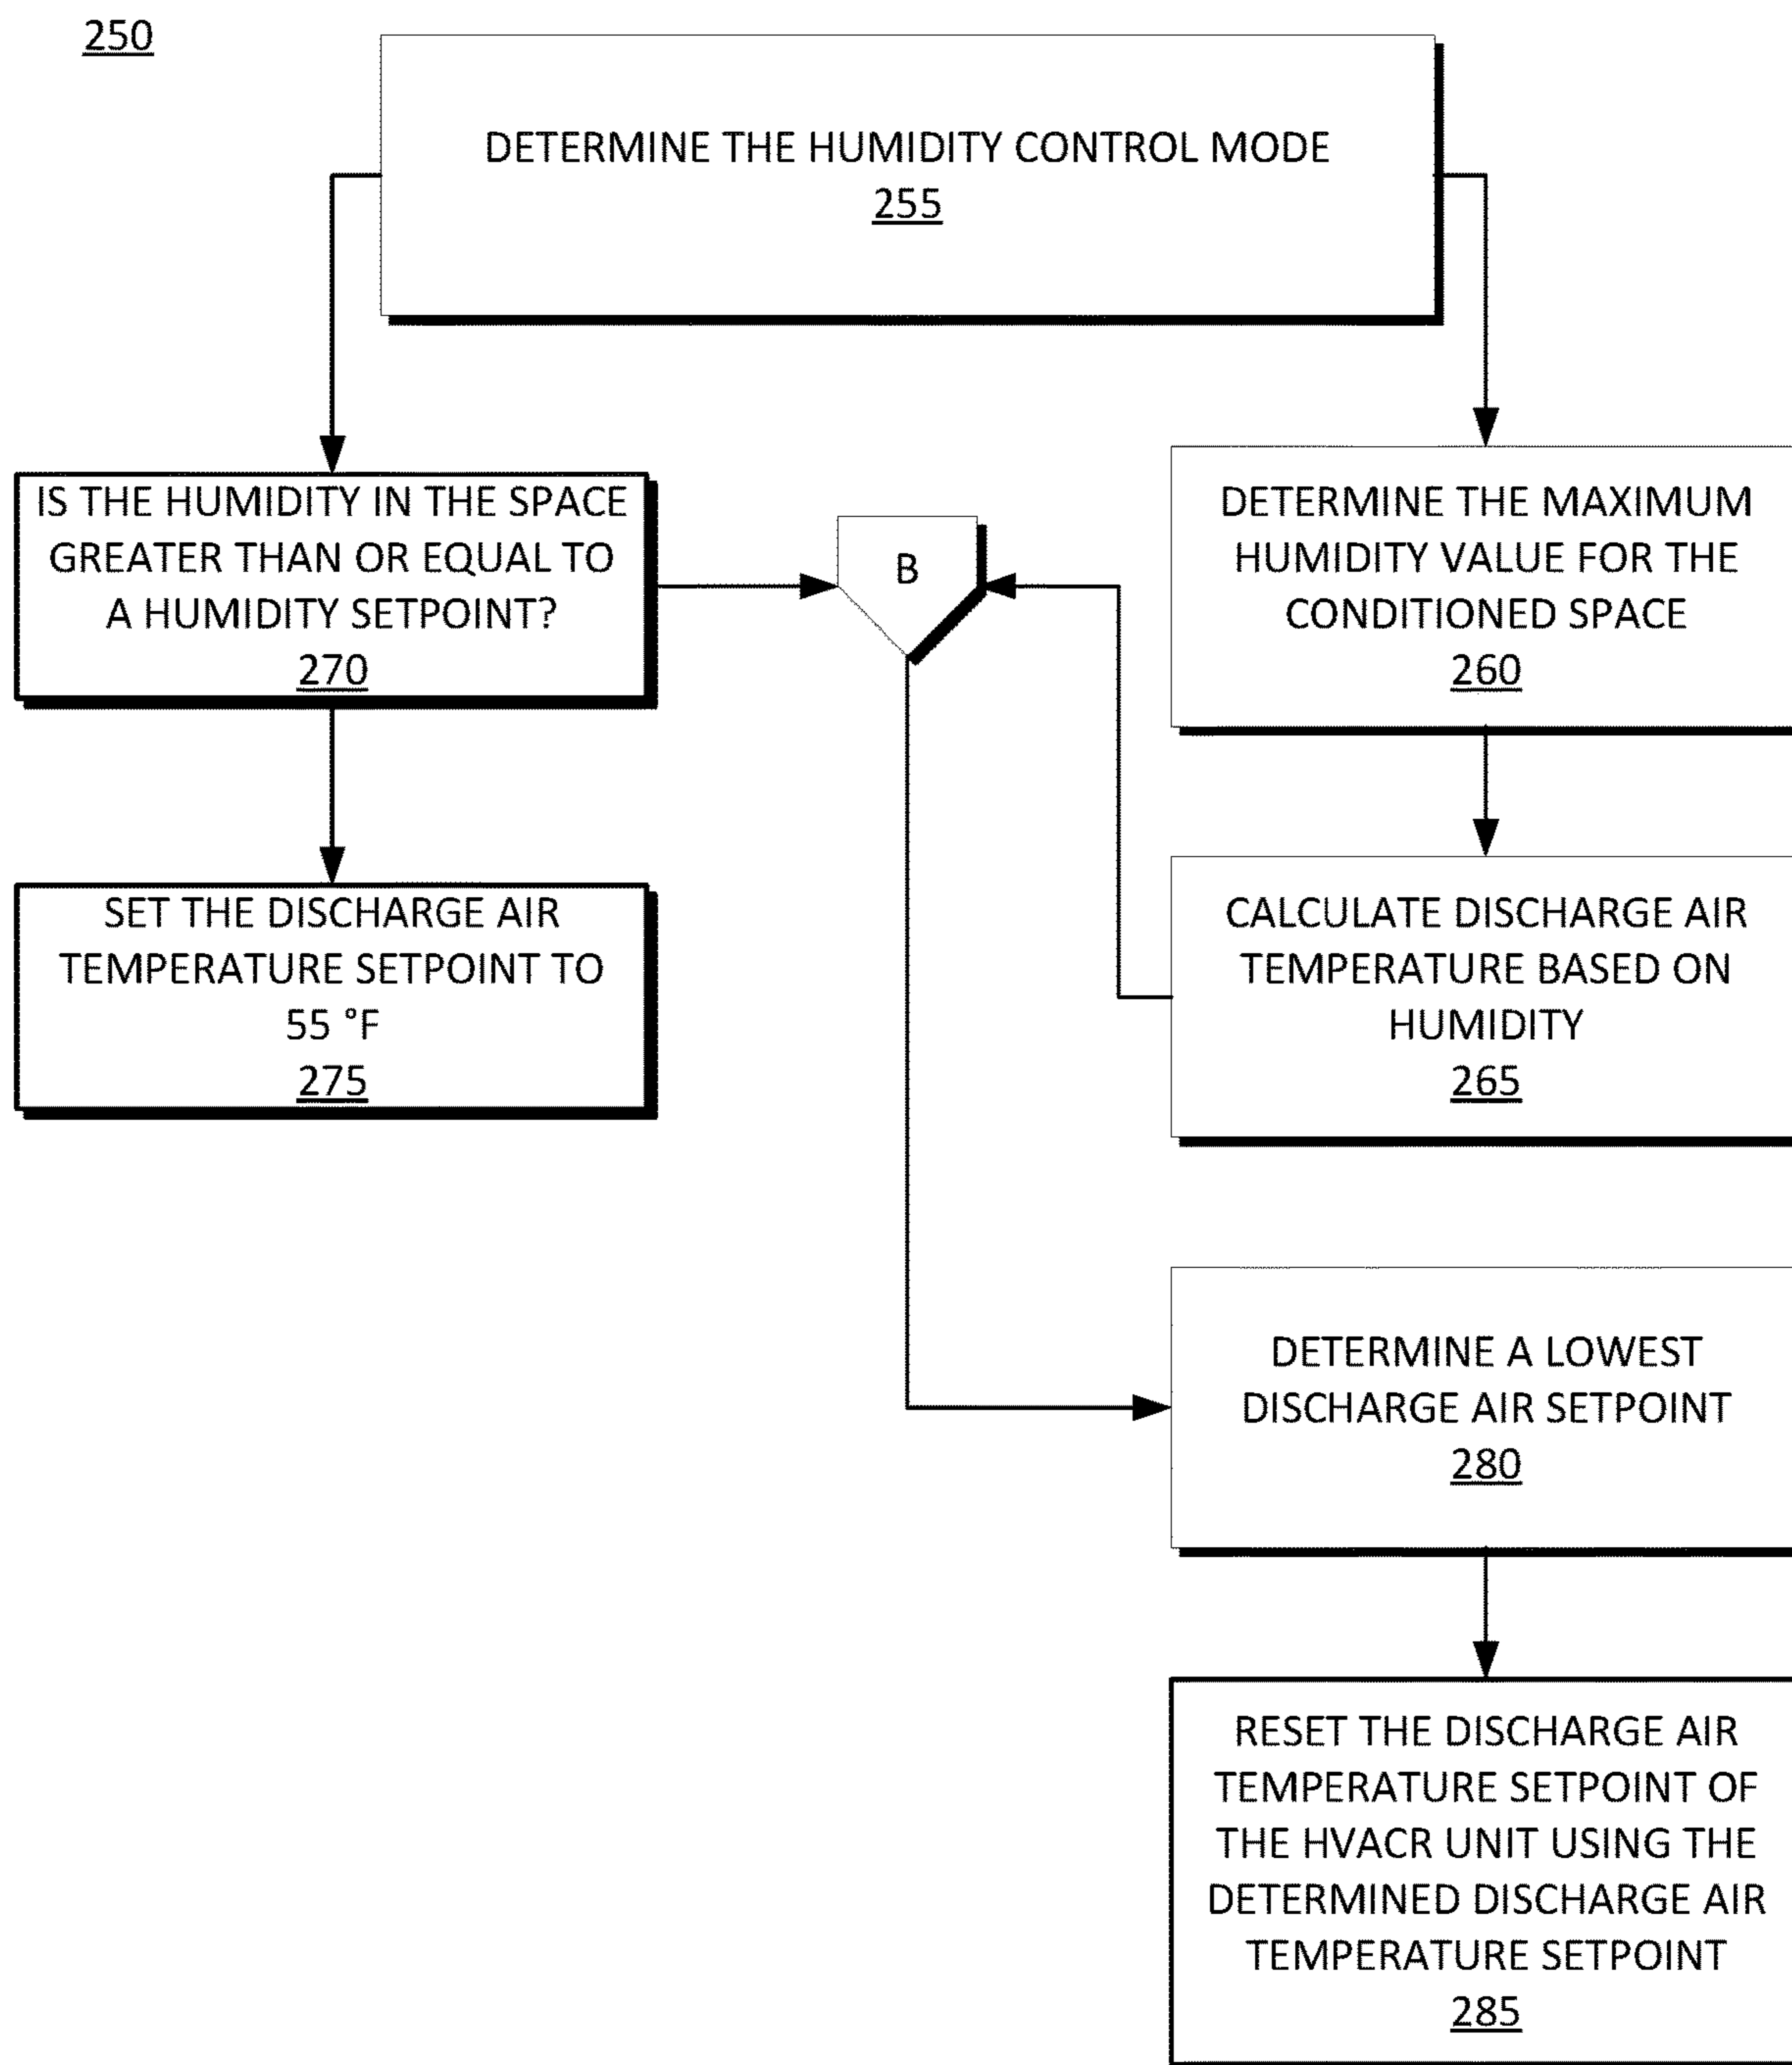 250
DETERMINE THE HUMIDITY CONTROL MODE
255
IS THE HUMIDITY IN THE SPACE
GREATER THAN OR EQUAL TO
A HUMIDITY SETPOINT?
270
B
DETERMINE THE MAXIMUM
HUMIDITY VALUE FOR THE
CONDITIONED SPACE
260
SET THE DISCHARGE AIR
TEMPERATURE SETPOINT TO
55 °F
275
CALCULATE DISCHARGE AIR
TEMPERATURE BASED ON
HUMIDITY
265
DETERMINE A LOWEST
DISCHARGE AIR SETPOINT
280
RESET THE DISCHARGE AIR
TEMPERATURE SETPOINT OF
THE HVACR UNIT USING THE
DETERMINED DISCHARGE AIR
TEMPERATURE SETPOINT
285